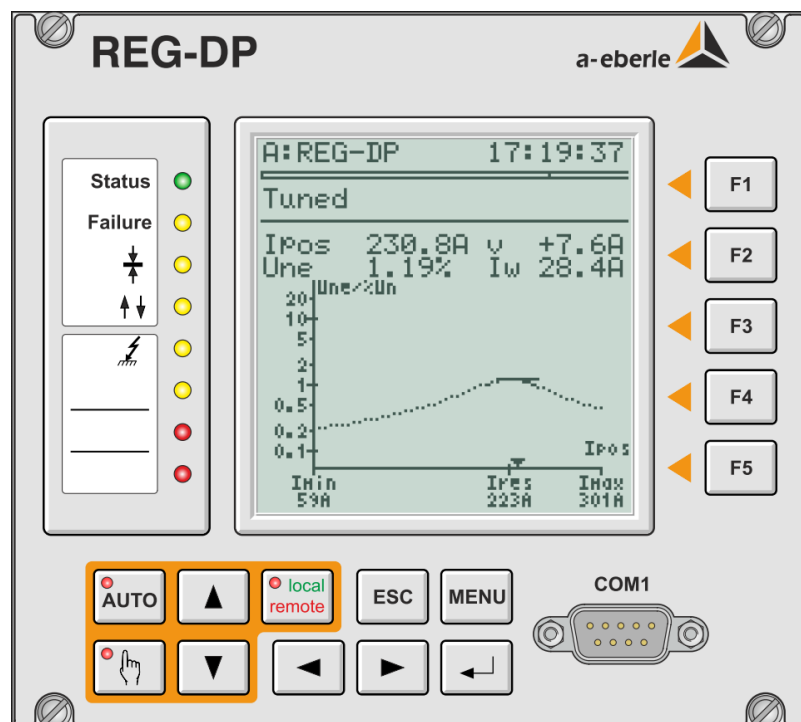 REG-DP
a-eberle
Status
Failure
A:REG-DP 17:19:37
Tuned
Ipos 230.8A v +7.6A
Une 1.19% Iw 28.4A
Une/%Un
20
10
5
2
1
0.5
0.2
0.1
Ipos
Imin Ires Imax
59A 223A 301A
F1
F2
F3
F4
F5
AUTO
local
remote
ESC
MENU
COM1